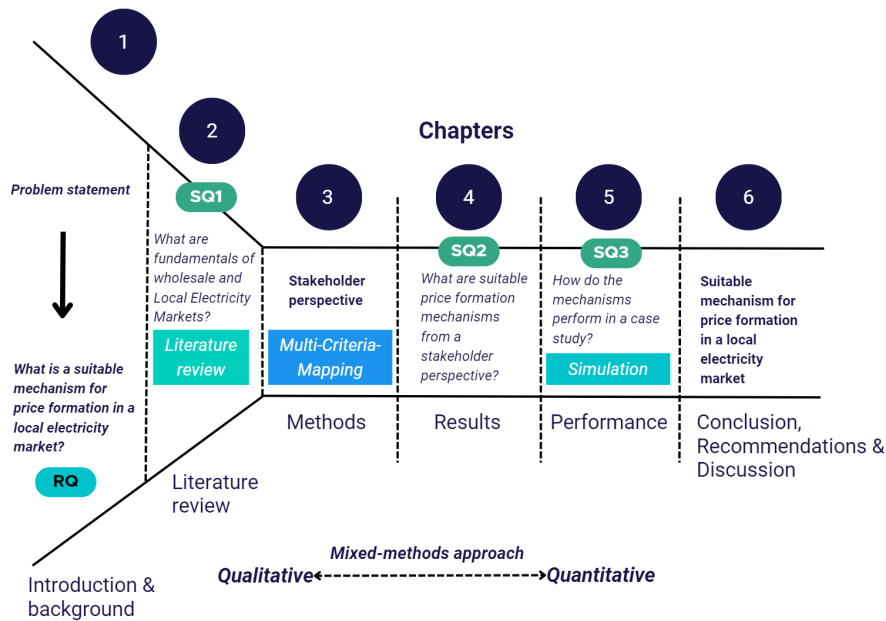 1
2
Chapters
3
4
5
6
Problem statement
SQ1
SQ2
SQ3
What are
fundamentals of
wholesale and
Local Electricity
Markets?
Literature
review
Stakeholder
perspective
Multi-Criteria-
Mapping
What are suitable
price formation
mechanisms
from a
stakeholder
perspective?
How do the
mechanisms
perform in a case
study?
Simulation
Suitable
mechanism for
price formation
in a local
electricity
market
What is a suitable
mechanism for
price formation in a
local electricity
market?
RQ
Methods
Results
Performance
Conclusion,
Recommendations &
Discussion
Literature
review
Introduction &
background
Mixed-methods approach
Qualitative
Quantitative